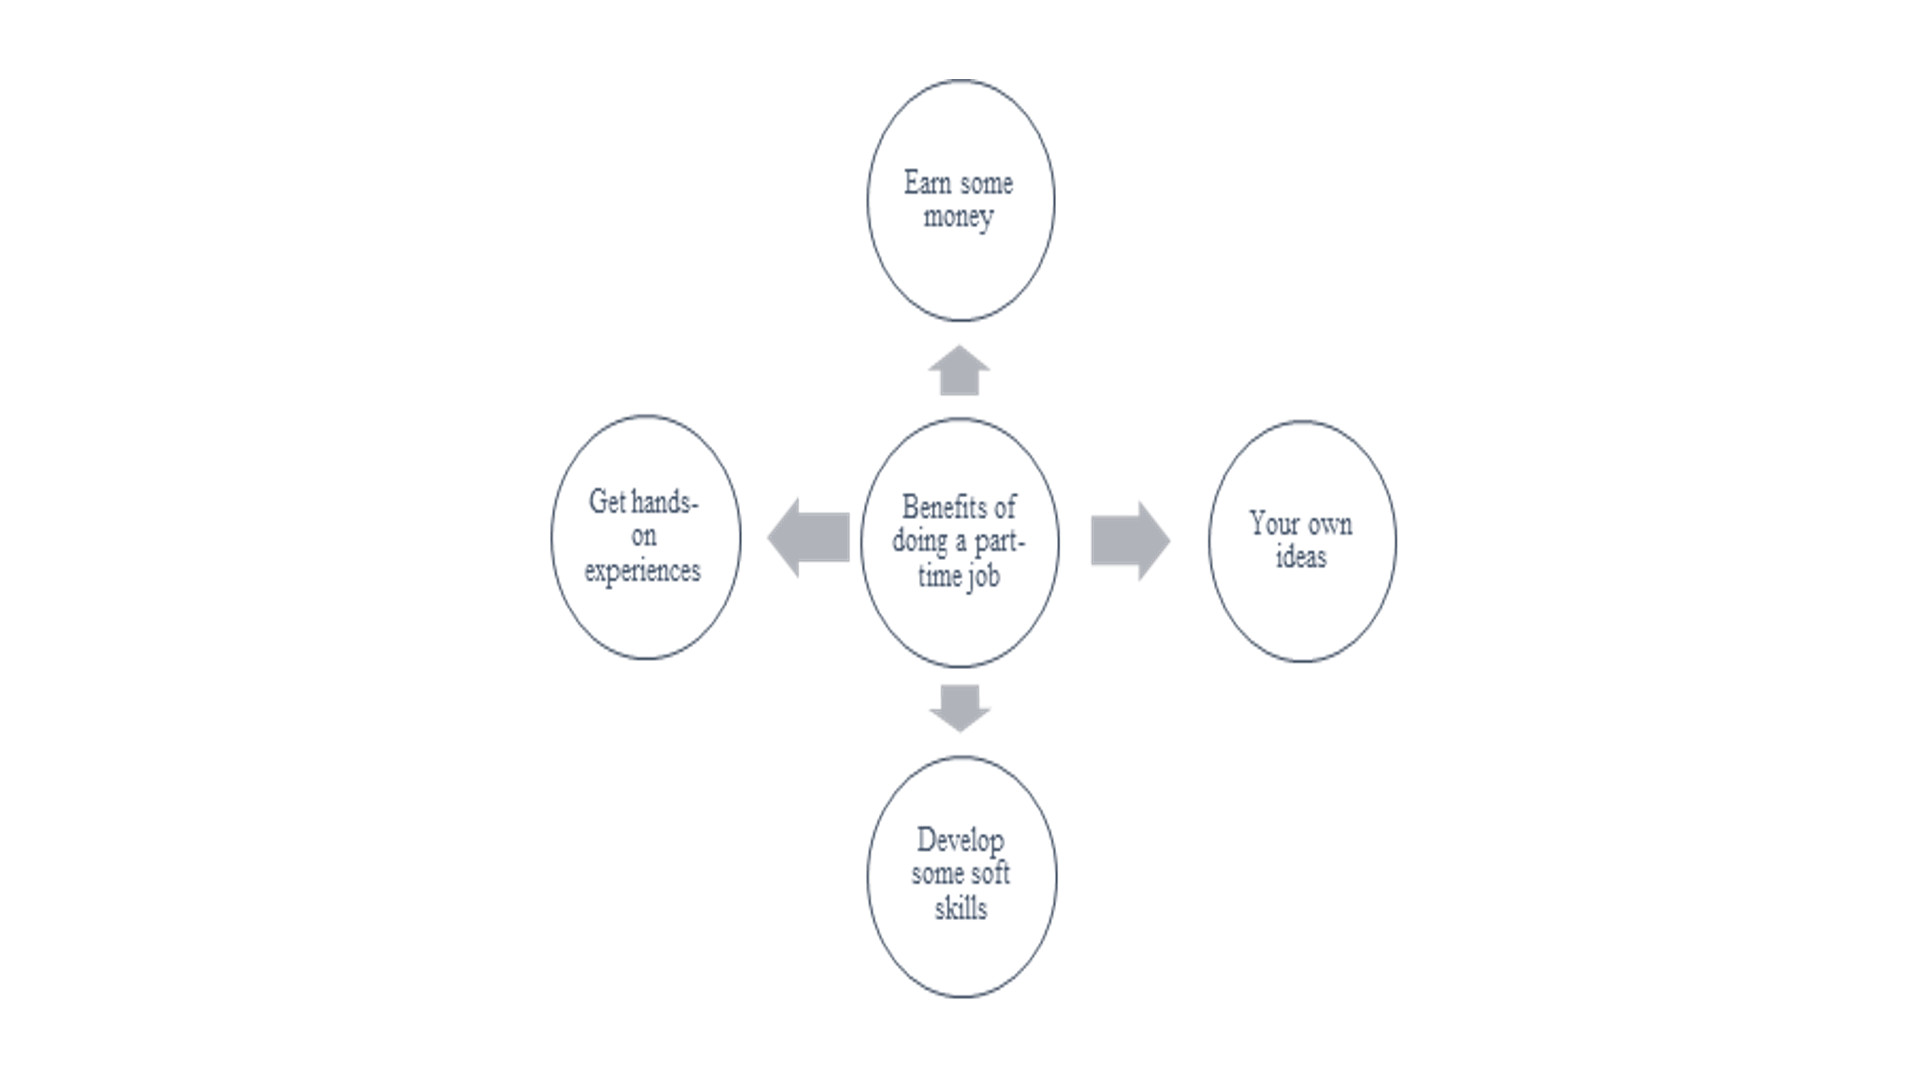 Earn some
money
Get hands-
on
experiences
Benefits of
doing a part-
time job
Your own
ideas
Develop
some soft
skills